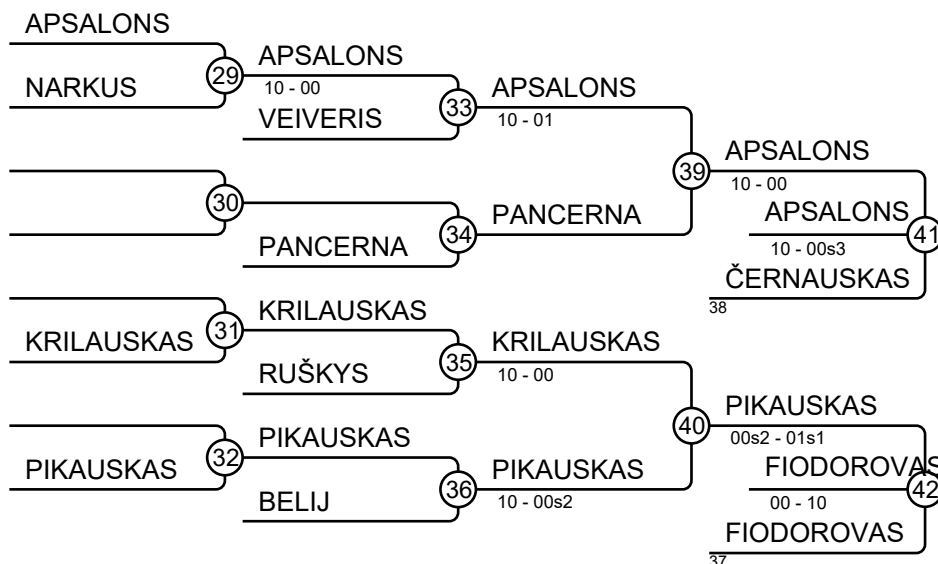 APSALONS
NARKUS
29
APSALONS
10 - 00
VEIVERIS
33
APSALONS
10 - 01
39
APSALONS
10 - 00
APSALONS
10 - 00s3
41
ČERNAUSKAS
38
30
PANCERNA
34
PANCERNA
KRILAUSKAS
31
KRILAUSKAS
RUŠKYS
35
KRILAUSKAS
10 - 00
40
PIKAUSKAS
00s2 - 01s1
FIODOROVAS
00 - 10
42
FIODOROVAS
37
PIKAUSKAS
32
PIKAUSKAS
BELIJ
36
PIKAUSKAS
10 - 00s2